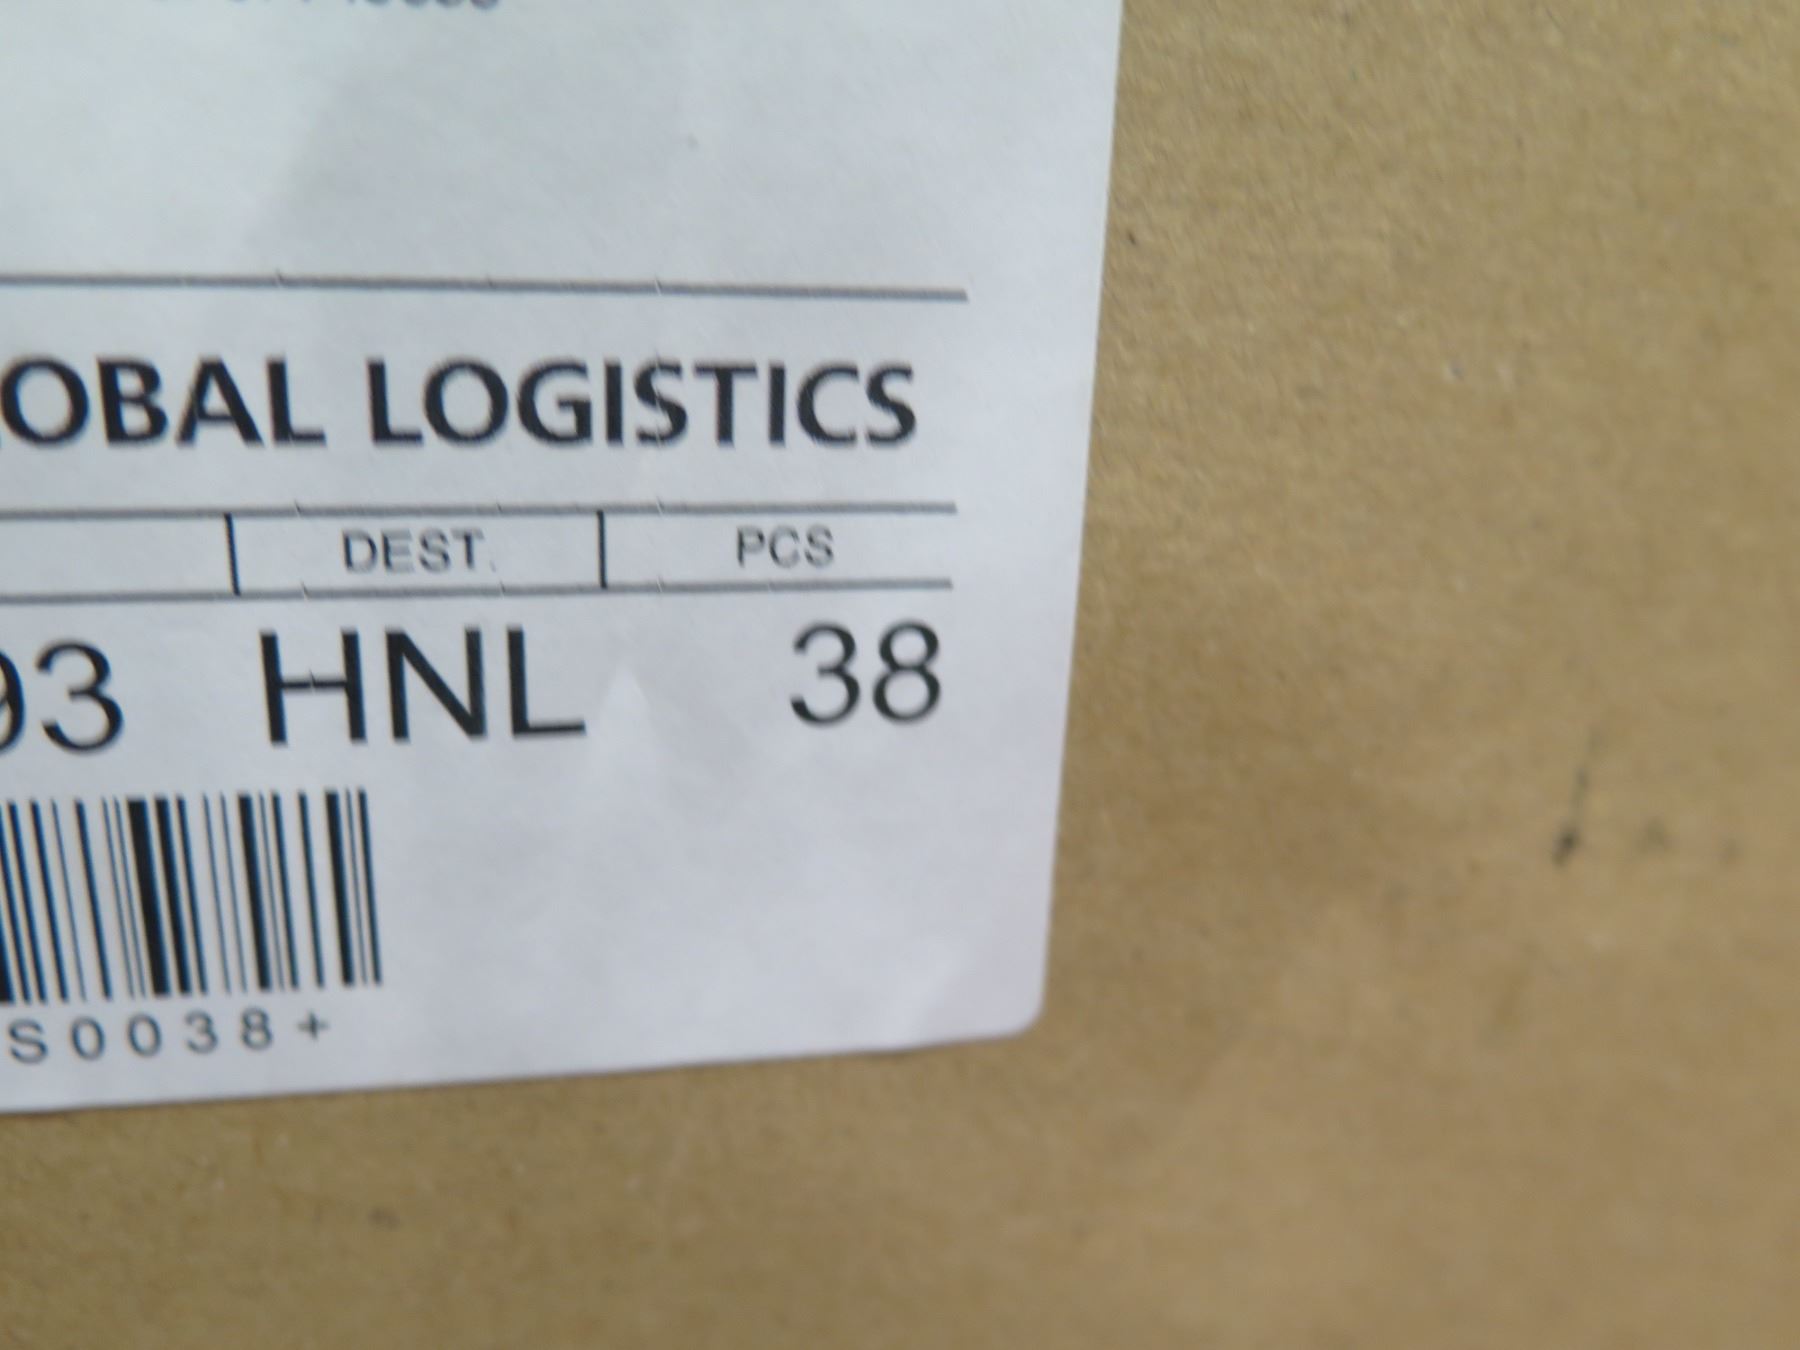 OBAL LOGISTICS
DEST. PCS
93 HNL 38
S0038+